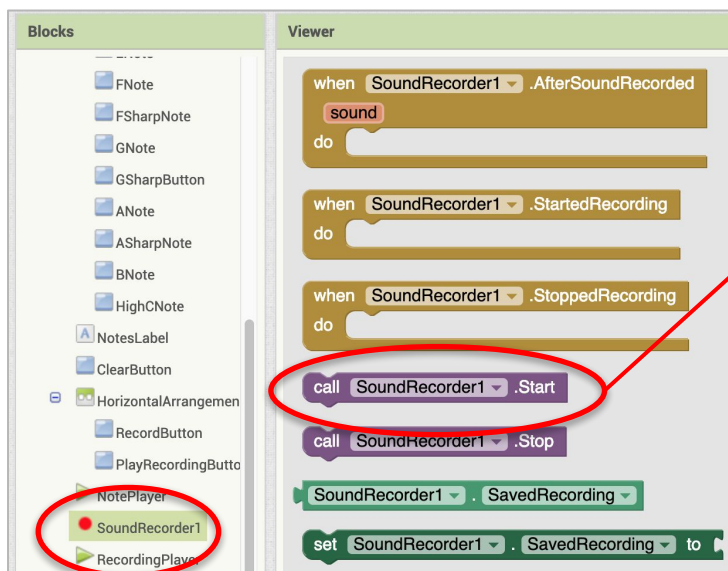 Blocks
FNote
FSharpNote
GNote
GSharpButton
ANote
ASharpNote
BNote
HighCNote
NotesLabel
ClearButton
HorizontalArrangemen
RecordButton
PlayRecordingButto
NotePlayer
SoundRecorder1
RecordingPlayer
Viewer
when SoundRecorder1 .AfterSoundRecorded
sound
do
when SoundRecorder1 .StartedRecording
do
when SoundRecorder1 .StoppedRecording
do
call SoundRecorder1 .Start
call SoundRecorder1 .Stop
SoundRecorder1 . SavedRecording
set SoundRecorder1 . SavedRecording to